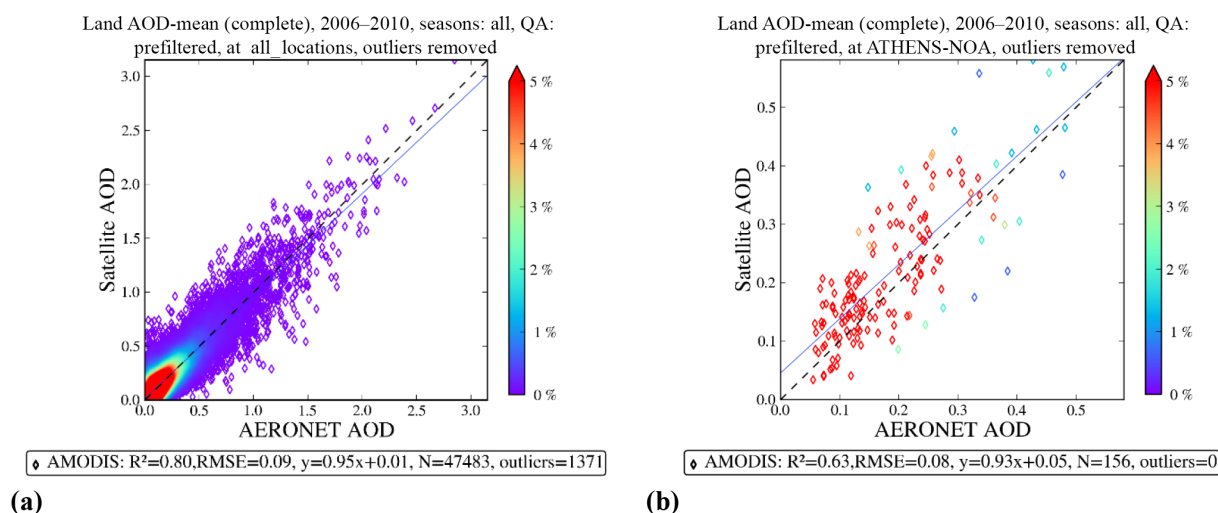 Land AOD-mean (complete), 2006–2010, seasons: all, QA:
prefiltered, at all_locations, outliers removed
3.0
2.5
2.0
1.5
1.0
0.5
0.0
Satellite AOD
0.0 0.5 1.0 1.5 2.0 2.5 3.0
AERONET AOD
5 %
4 %
3 %
2 %
1 %
0 %
AMODIS: R²=0.80,RMSE=0.09, y=0.95x+0.01, N=47483, outliers=1371
(a)
Land AOD-mean (complete), 2006–2010, seasons: all, QA:
prefiltered, at ATHENS-NOA, outliers removed
0.5
0.4
0.3
0.2
0.1
0.0
Satellite AOD
0.0 0.1 0.2 0.3 0.4 0.5
AERONET AOD
5 %
4 %
3 %
2 %
1 %
0 %
AMODIS: R²=0.63,RMSE=0.08, y=0.93x+0.05, N=156, outliers=0
(b)